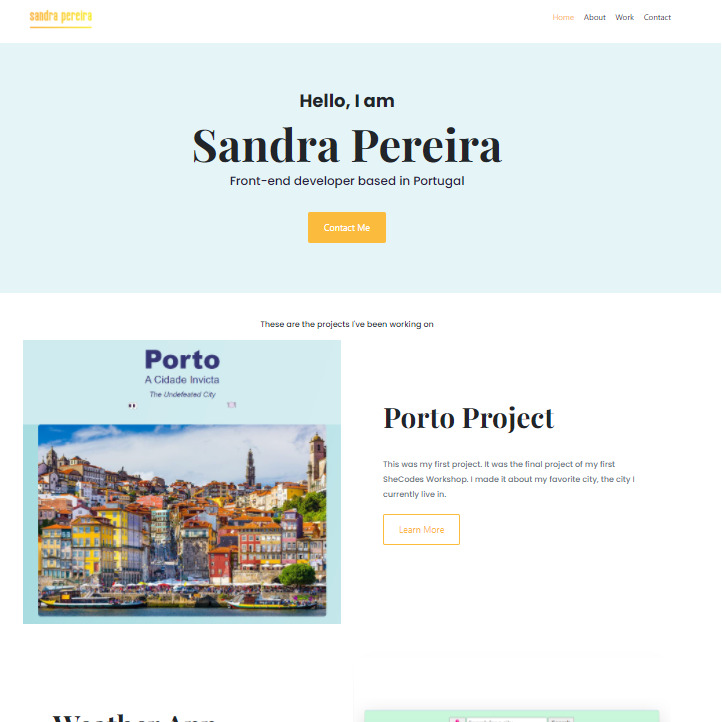 sandra pereira
Home About Work Contact
Hello, I am
Sandra Pereira
Front-end developer based in Portugal
Contact Me
These are the projects I've been working on
Porto
A Cidade Invicta
The Undefeated City
Porto Project
This was my first project. It was the final project of my first
SheCodes Workshop. I made it about my favorite city, the city I
currently live in.
Learn More
Weather App